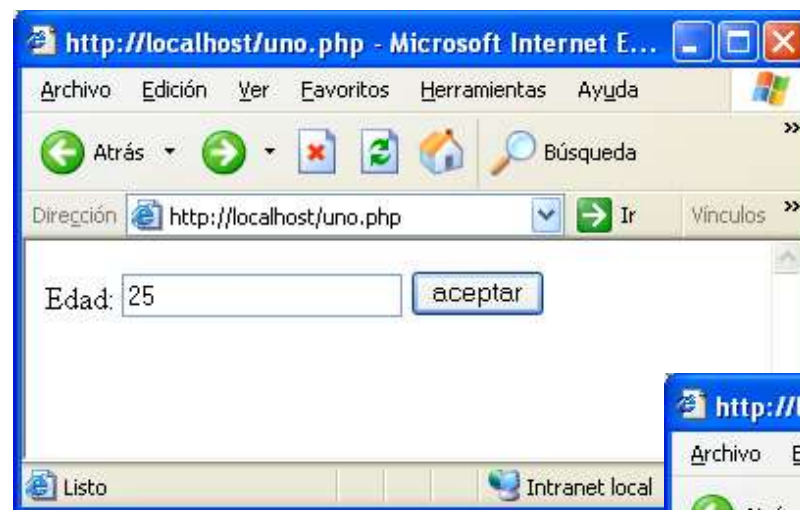 http://localhost/uno.php - Microsoft Internet E...
Archivo Edición Ver Favoritos Herramientas Ayuda
Atrás Búsqueda »
Dirección http://localhost/uno.php Ir Vínculos »
Edad: 25 aceptar
Listo Intranet local
http://l
Archivo E